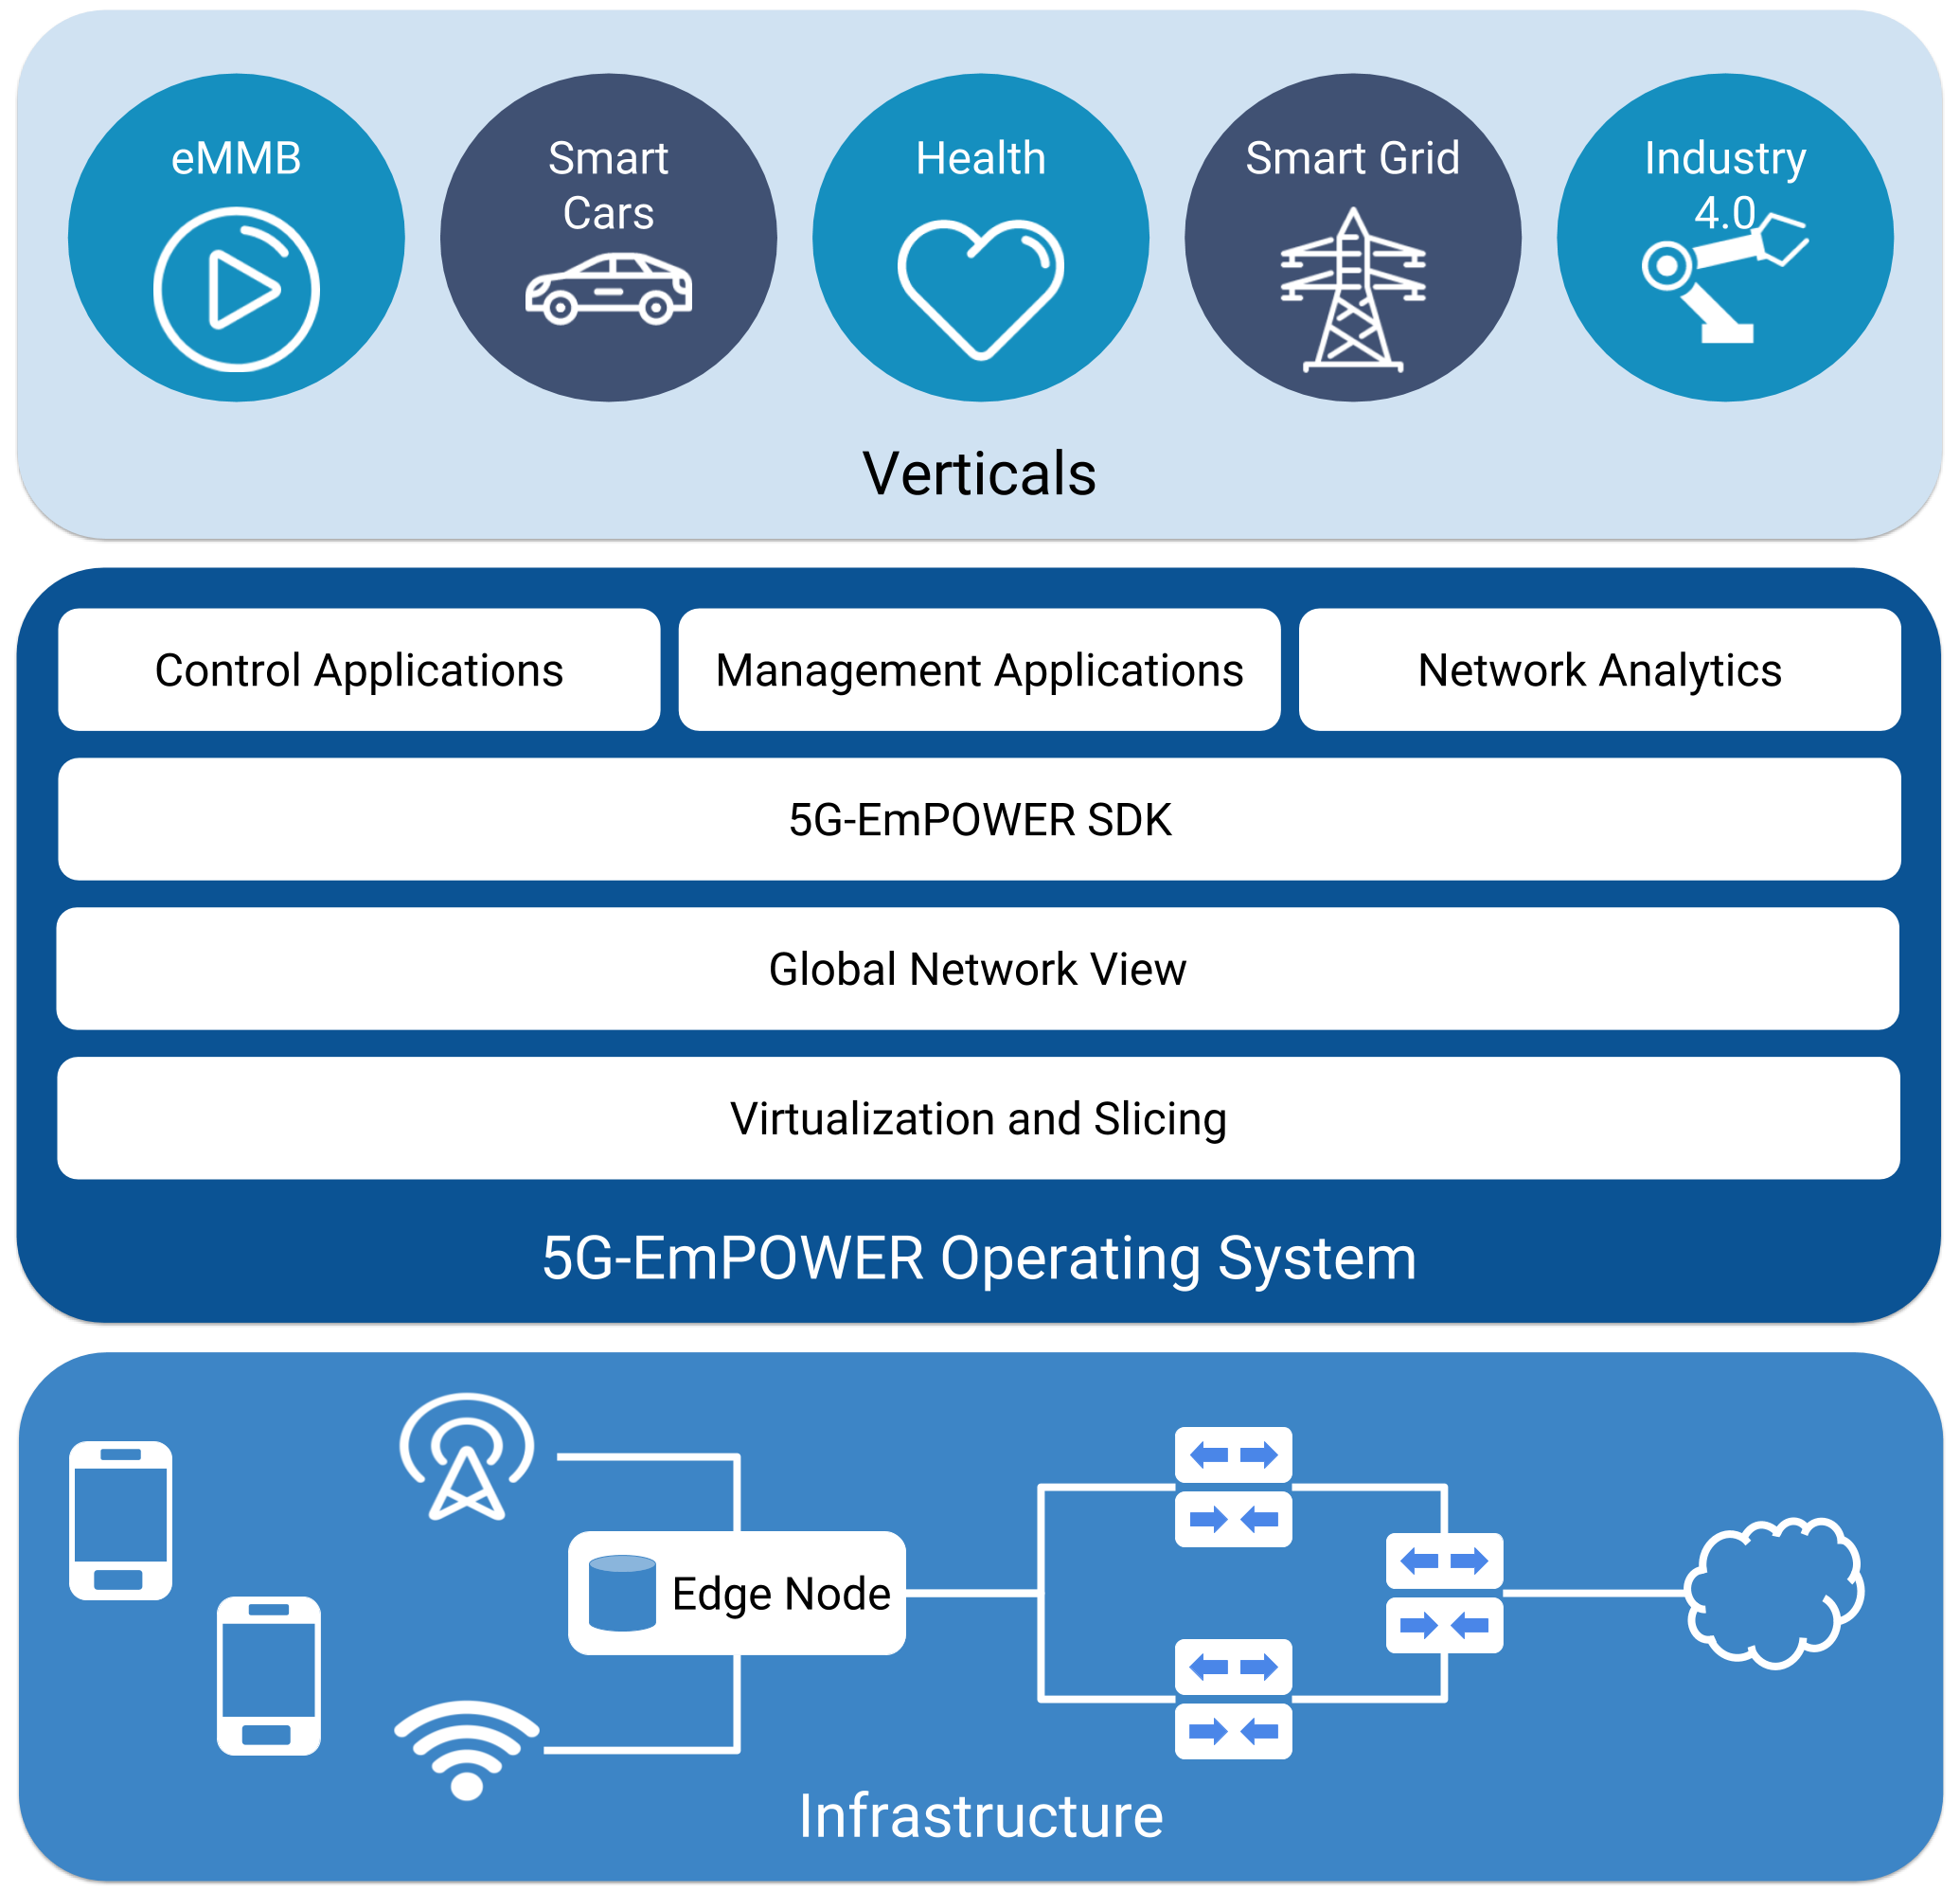 eMMB
Smart
Cars
Health
Smart Grid
Industry
4.0
Verticals
Control Applications
Management Applications
Network Analytics
5G-EmPOWER SDK
Global Network View
Virtualization and Slicing
5G-EmPOWER Operating System
Edge Node
Infrastructure